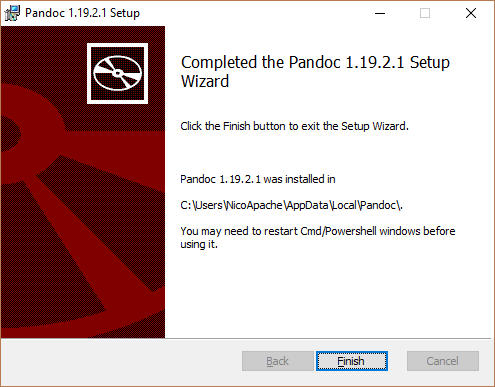 Pandoc 1.19.2.1 Setup
Completed the Pandoc 1.19.2.1 Setup
Wizard
Click the Finish button to exit the Setup Wizard.
Pandoc 1.19.2.1 was installed in
C:\Users\NicoApache\AppData\Local\Pandoc\.
You may need to restart Cmd/Powershell windows before
using it.
Back Finish Cancel